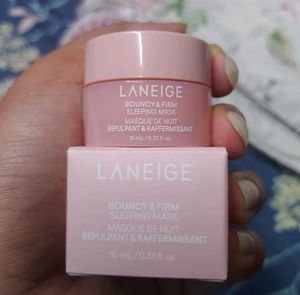 LANEIGE
BOUNCY & FIRM
SLEEPING MASK
MASQUE DE NUIT
REPULPANT & RAFFERMISSANT
10 mL / 0.33 fl. oz.
LANEIGE
BOUNCY & FIRM
SLEEPING MASK
MASQUE DE NUIT
REPULPANT & RAFFERMISSANT
10 mL / 0.33 fl. oz.